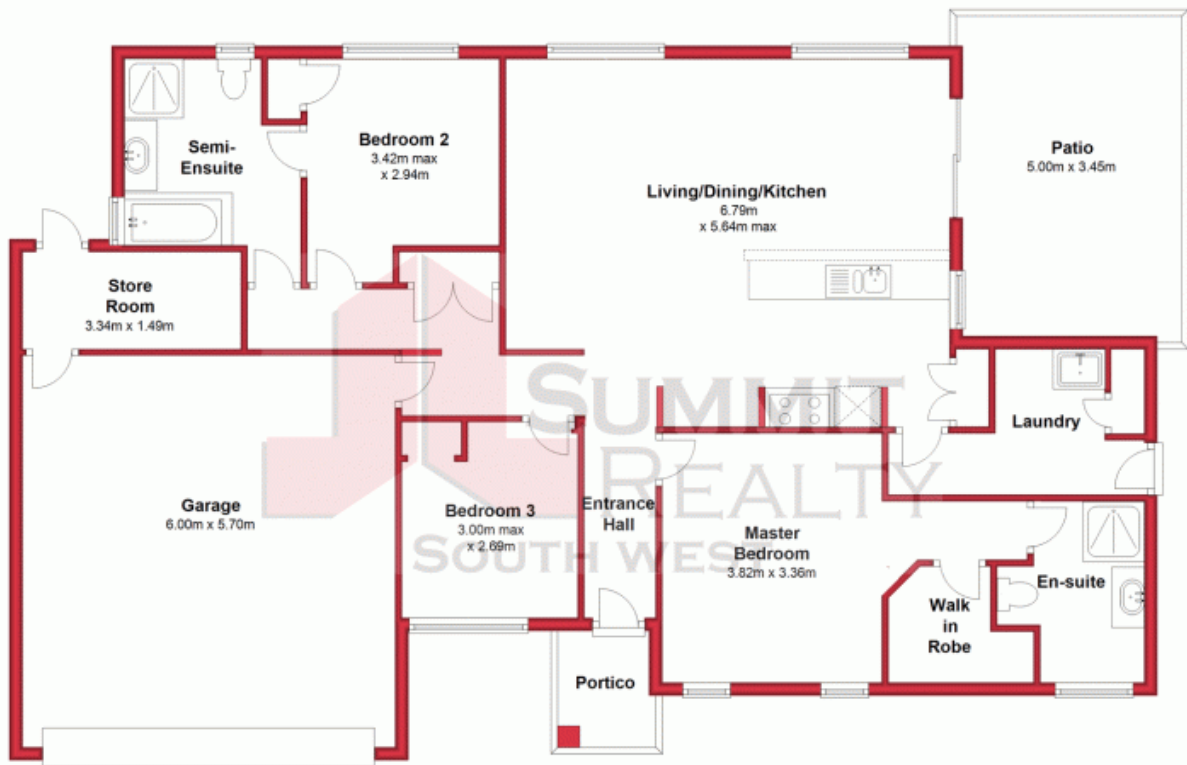 Semi-
Ensuite
Bedroom 2
3.42m max
x 2.94m
Living/Dining/Kitchen
6.79m
x 5.64m max
Patio
5.00m x 3.45m
Store
Room
3.34m x 1.49m
SUMMIT
REALTY
SOUTH WEST
Laundry
Garage
6.00m x 5.70m
Bedroom 3
3.00m max
x 2.69m
Entrance
Hall
Master
Bedroom
3.82m x 3.36m
En-suite
Walk
in
Robe
Portico